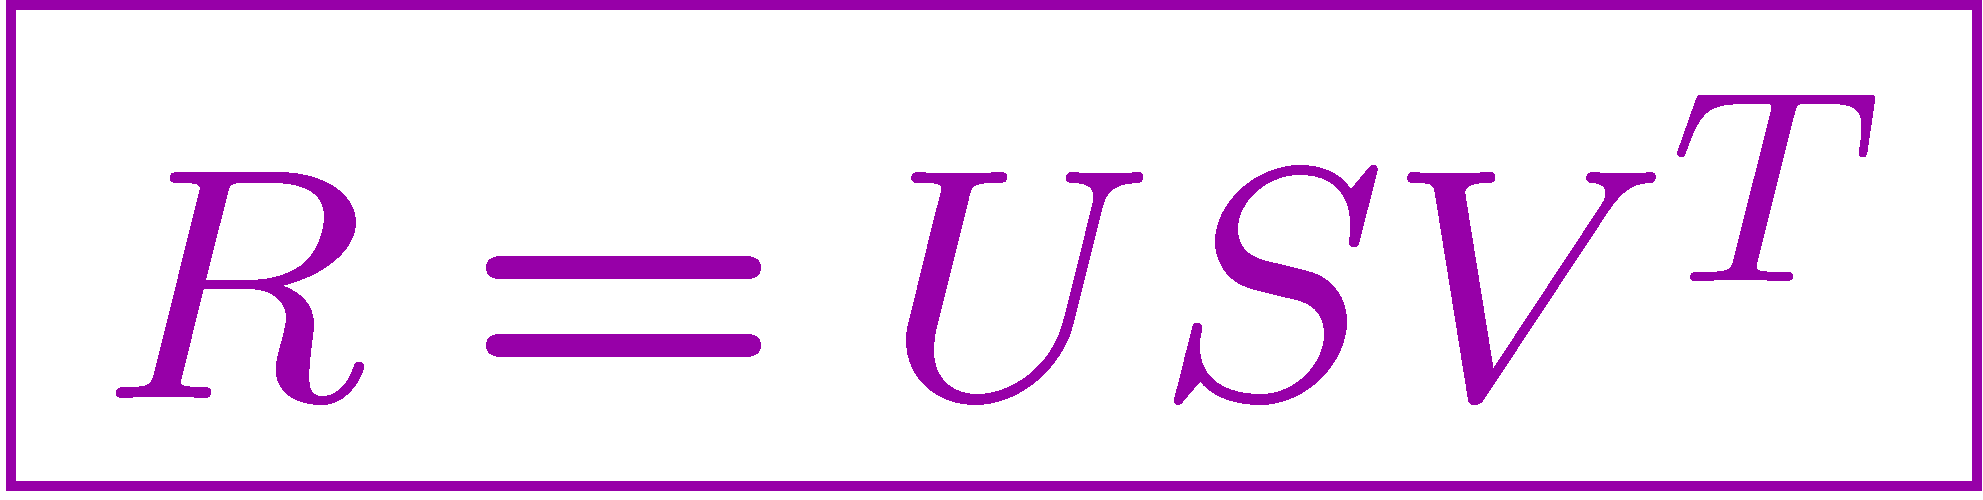 R = USV^T